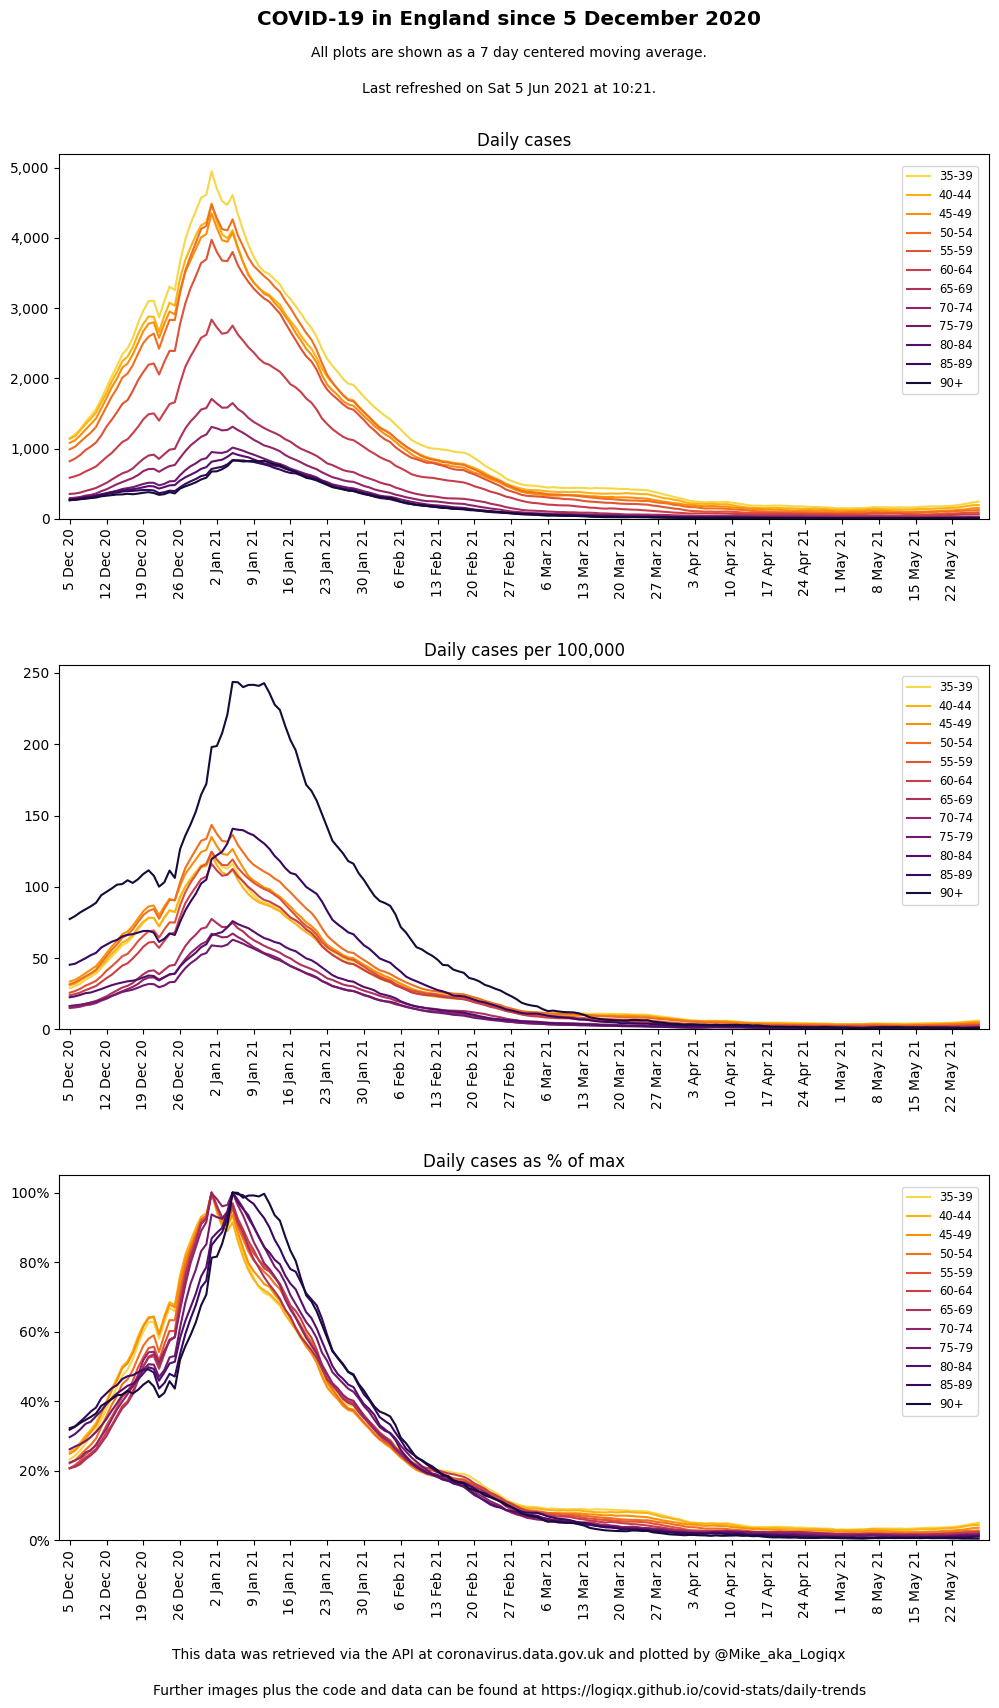 COVID-19 in England since 5 December 2020
All plots are shown as a 7 day centered moving average.
Last refreshed on Sat 5 Jun 2021 at 10:21.
Daily cases
5,000
4,000
3,000
2,000
1,000
0
35-39
40-44
45-49
50-54
55-59
60-64
65-69
70-74
75-79
80-84
85-89
90+
5 Dec 20
12 Dec 20
19 Dec 20
26 Dec 20
2 Jan 21
9 Jan 21
16 Jan 21
23 Jan 21
30 Jan 21
6 Feb 21
13 Feb 21
20 Feb 21
27 Feb 21
6 Mar 21
13 Mar 21
20 Mar 21
27 Mar 21
3 Apr 21
10 Apr 21
17 Apr 21
24 Apr 21
1 May 21
8 May 21
15 May 21
22 May 21
Daily cases per 100,000
250
200
150
100
50
0
35-39
40-44
45-49
50-54
55-59
60-64
65-69
70-74
75-79
80-84
85-89
90+
5 Dec 20
12 Dec 20
19 Dec 20
26 Dec 20
2 Jan 21
9 Jan 21
16 Jan 21
23 Jan 21
30 Jan 21
6 Feb 21
13 Feb 21
20 Feb 21
27 Feb 21
6 Mar 21
13 Mar 21
20 Mar 21
27 Mar 21
3 Apr 21
10 Apr 21
17 Apr 21
24 Apr 21
1 May 21
8 May 21
15 May 21
22 May 21
Daily cases as % of max
100%
80%
60%
40%
20%
0%
35-39
40-44
45-49
50-54
55-59
60-64
65-69
70-74
75-79
80-84
85-89
90+
5 Dec 20
12 Dec 20
19 Dec 20
26 Dec 20
2 Jan 21
9 Jan 21
16 Jan 21
23 Jan 21
30 Jan 21
6 Feb 21
13 Feb 21
20 Feb 21
27 Feb 21
6 Mar 21
13 Mar 21
20 Mar 21
27 Mar 21
3 Apr 21
10 Apr 21
17 Apr 21
24 Apr 21
1 May 21
8 May 21
15 May 21
22 May 21
This data was retrieved via the API at coronavirus.data.gov.uk and plotted by @Mike_aka_Logiqx
Further images plus the code and data can be found at https://logiqx.github.io/covid-stats/daily-trends